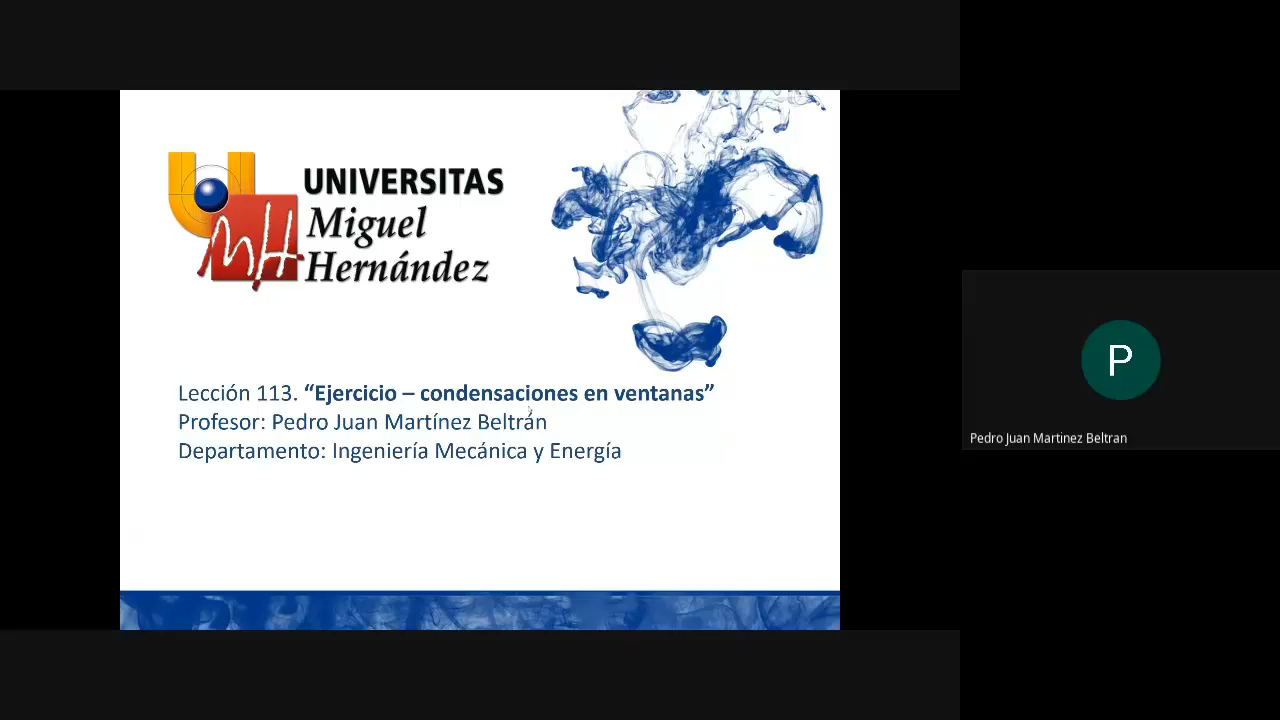 UNIVERSITAS
Miguel
Hernández
UMH
Lección 113. “Ejercicio – condensaciones en ventanas”
Profesor: Pedro Juan Martínez Beltrán
Departamento: Ingeniería Mecánica y Energía
P
Pedro Juan Martinez Beltran